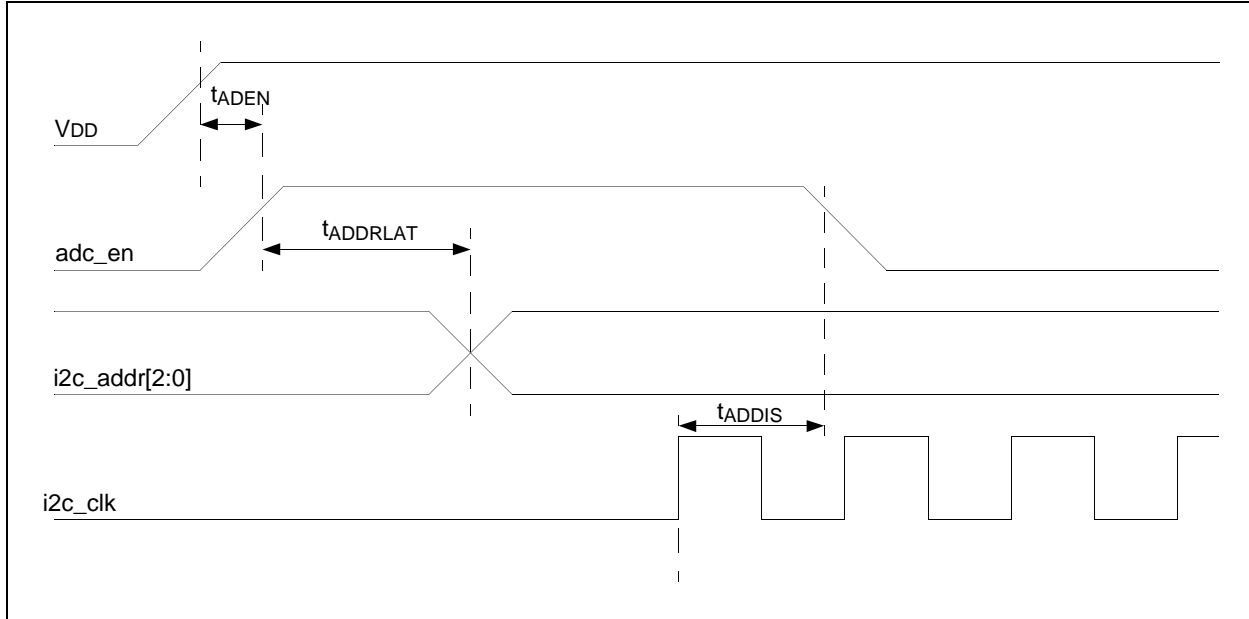 tADEN
VDD
tADDRLAT
adc_en
i2c_addr[2:0]
tADDIS
i2c_clk